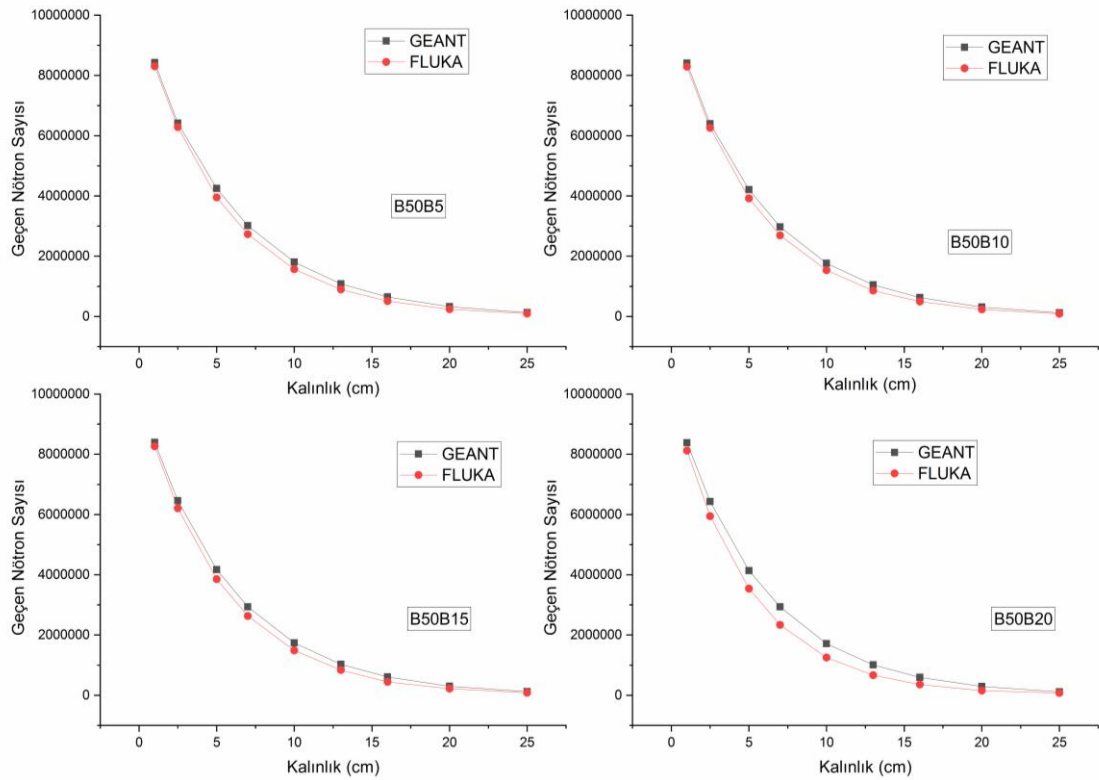 10000000
8000000
6000000
4000000
2000000
0
Geçen Nötron Sayısı
GEANT
FLUKA
B50B5
0 5 10 15 20 25
Kalınlık (cm)
10000000
8000000
6000000
4000000
2000000
0
Geçen Nötron Sayısı
GEANT
FLUKA
B50B10
0 5 10 15 20 25
Kalınlık (cm)
10000000
8000000
6000000
4000000
2000000
0
Geçen Nötron Sayısı
GEANT
FLUKA
B50B15
0 5 10 15 20 25
Kalınlık (cm)
10000000
8000000
6000000
4000000
2000000
0
Geçen Nötron Sayısı
GEANT
FLUKA
B50B20
0 5 10 15 20 25
Kalınlık (cm)